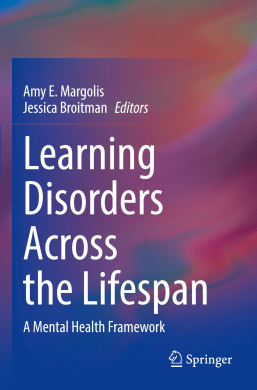 Amy E. Margolis
Jessica Broitman Editors
Learning
Disorders
Across
the Lifespan
A Mental Health Framework
Springer